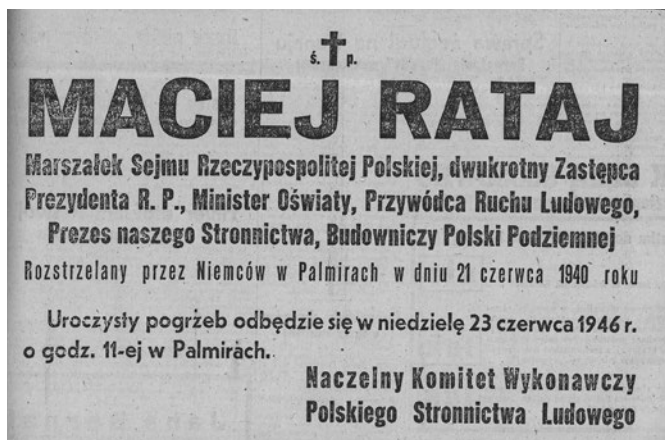 ś. ✝ p.
MACIEJ RATAJ
Marszałek Sejmu Rzeczypospolitej Polskiej, dwukrotny Zastępca
Prezydenta R. P., Minister Oświaty, Przywódca Ruchu Ludowego,
Prezes naszego Stronnictwa, Budowniczy Polski Podziemnej
Rozstrzelany przez Niemców w Palmirach w dniu 21 czerwca 1940 roku
Uroczysty pogrzeb odbędzie się w niedzielę 23 czerwca 1946 r.
o godz. 11-ej w Palmirach.
Naczelny Komitet Wykonawczy
Polskiego Stronnictwa Ludowego